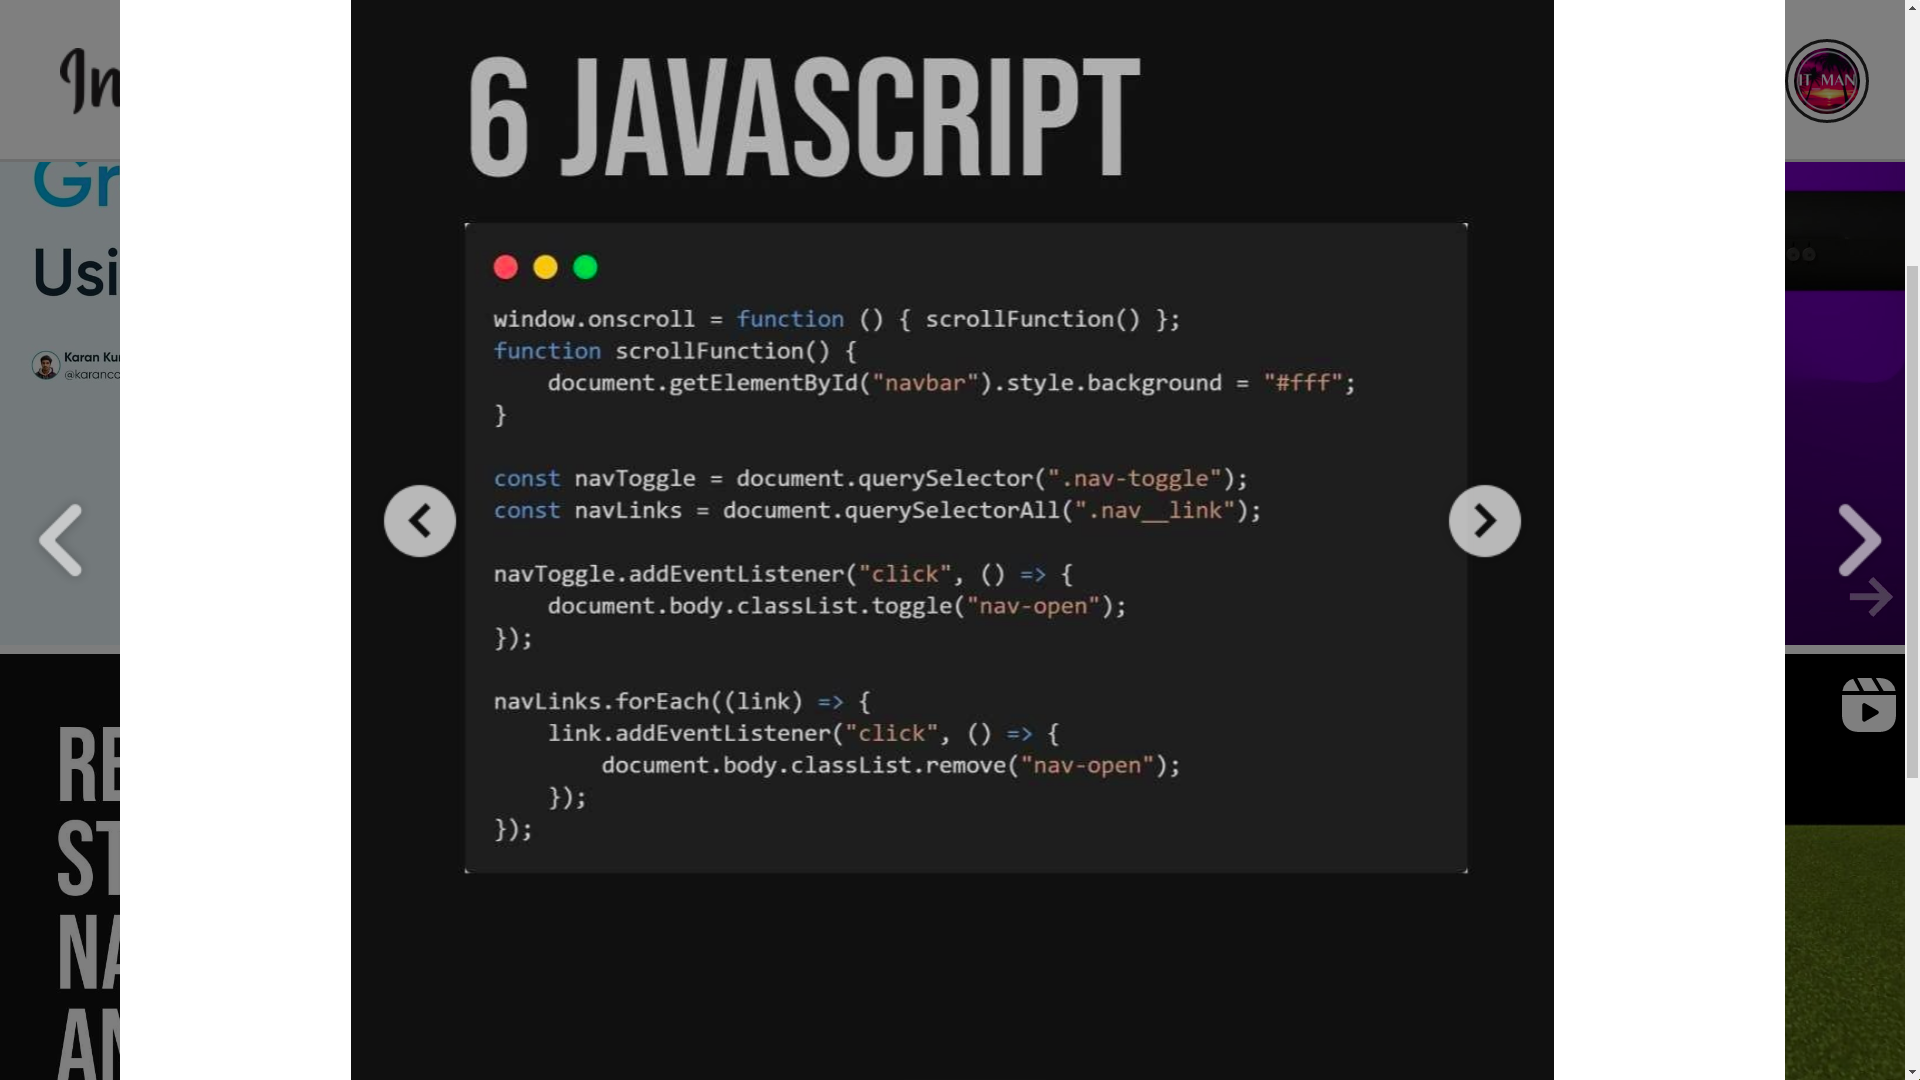 6 JAVASCRIPT
window.onscroll = function () { scrollFunction() };
function scrollFunction() {
    document.getElementById("navbar").style.background = "#fff";
}
const navToggle = document.querySelector(".nav-toggle");
const navLinks = document.querySelectorAll(".nav__link");
navToggle.addEventListener("click", () => {
    document.body.classList.toggle("nav-open");
});
navLinks.forEach((link) => {
    link.addEventListener("click", () => {
        document.body.classList.remove("nav-open");
    });
});
In
Gr
Usi
Karan Kum
@karanco
RE
ST
NA
AN
IT MAN